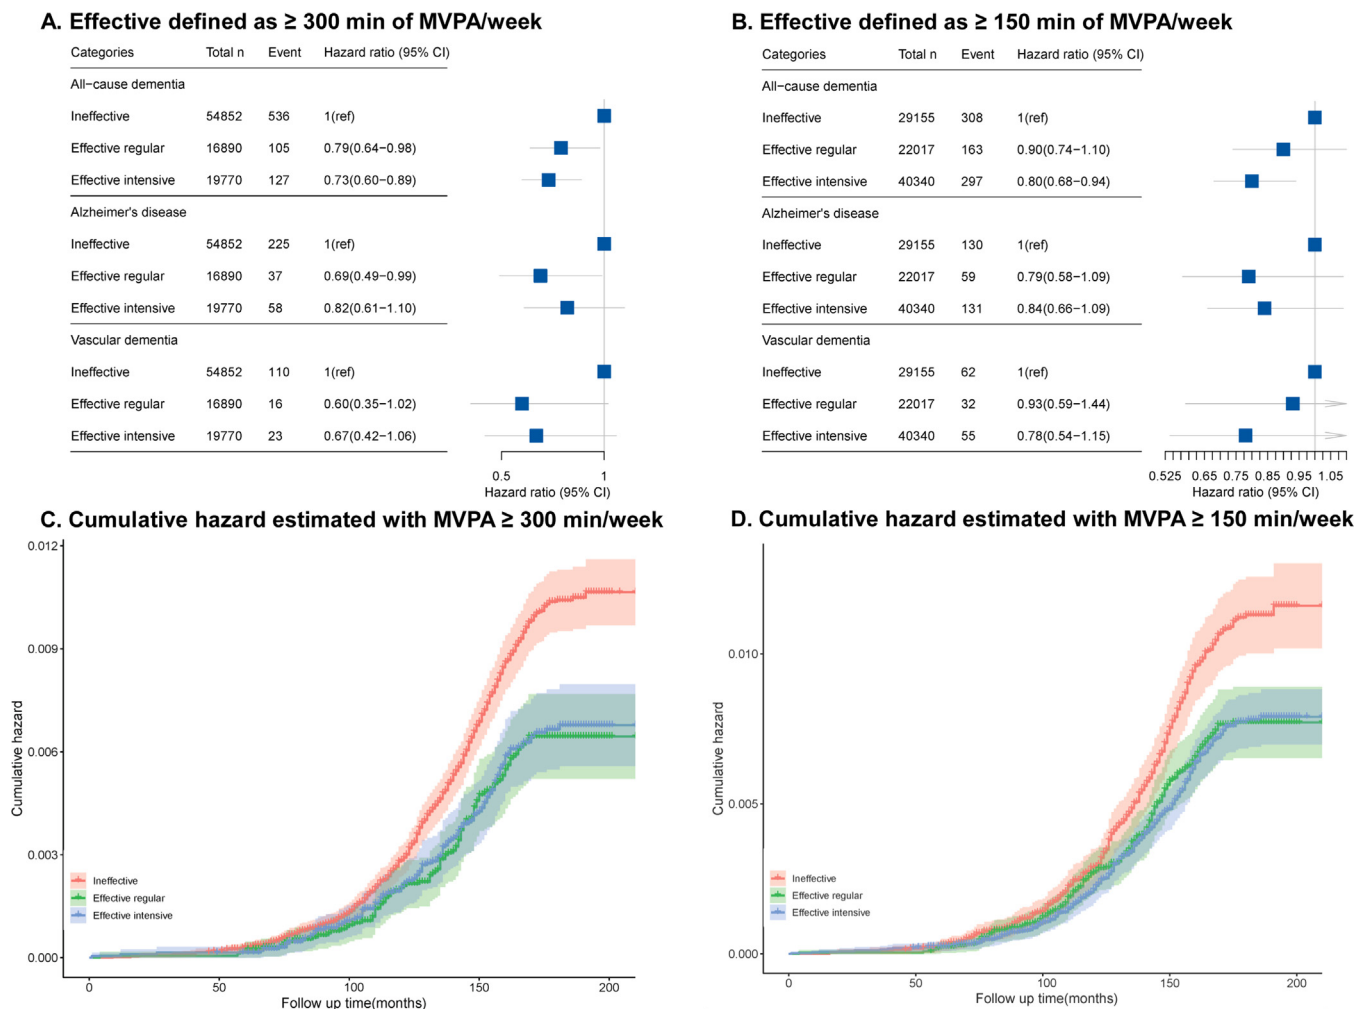 A. Effective defined as ≥ 300 min of MVPA/week
Categories Total n Event Hazard ratio (95% CI)
All−cause dementia
Ineffective 54852 536 1(ref)
Effective regular 16890 105 0.79(0.64−0.98)
Effective intensive 19770 127 0.73(0.60−0.89)
Alzheimer's disease
Ineffective 54852 225 1(ref)
Effective regular 16890 37 0.69(0.49−0.99)
Effective intensive 19770 58 0.82(0.61−1.10)
Vascular dementia
Ineffective 54852 110 1(ref)
Effective regular 16890 16 0.60(0.35−1.02)
Effective intensive 19770 23 0.67(0.42−1.06)
0.5 1
Hazard ratio (95% CI)
B. Effective defined as ≥ 150 min of MVPA/week
Categories Total n Event Hazard ratio (95% CI)
All−cause dementia
Ineffective 29155 308 1(ref)
Effective regular 22017 163 0.90(0.74−1.10)
Effective intensive 40340 297 0.80(0.68−0.94)
Alzheimer's disease
Ineffective 29155 130 1(ref)
Effective regular 22017 59 0.79(0.58−1.09)
Effective intensive 40340 131 0.84(0.66−1.09)
Vascular dementia
Ineffective 29155 62 1(ref)
Effective regular 22017 32 0.93(0.59−1.44)
Effective intensive 40340 55 0.78(0.54−1.15)
0.525 0.65 0.75 0.85 0.95 1.05
Hazard ratio (95% CI)
C. Cumulative hazard estimated with MVPA ≥ 300 min/week
0.012
0.009
0.006
0.003
0.000
Cumulative hazard
Ineffective
Effective regular
Effective intensive
0 50 100 150 200
Follow up time(months)
D. Cumulative hazard estimated with MVPA ≥ 150 min/week
0.010
0.005
0.000
Cumulative hazard
Ineffective
Effective regular
Effective intensive
0 50 100 150 200
Follow up time(months)